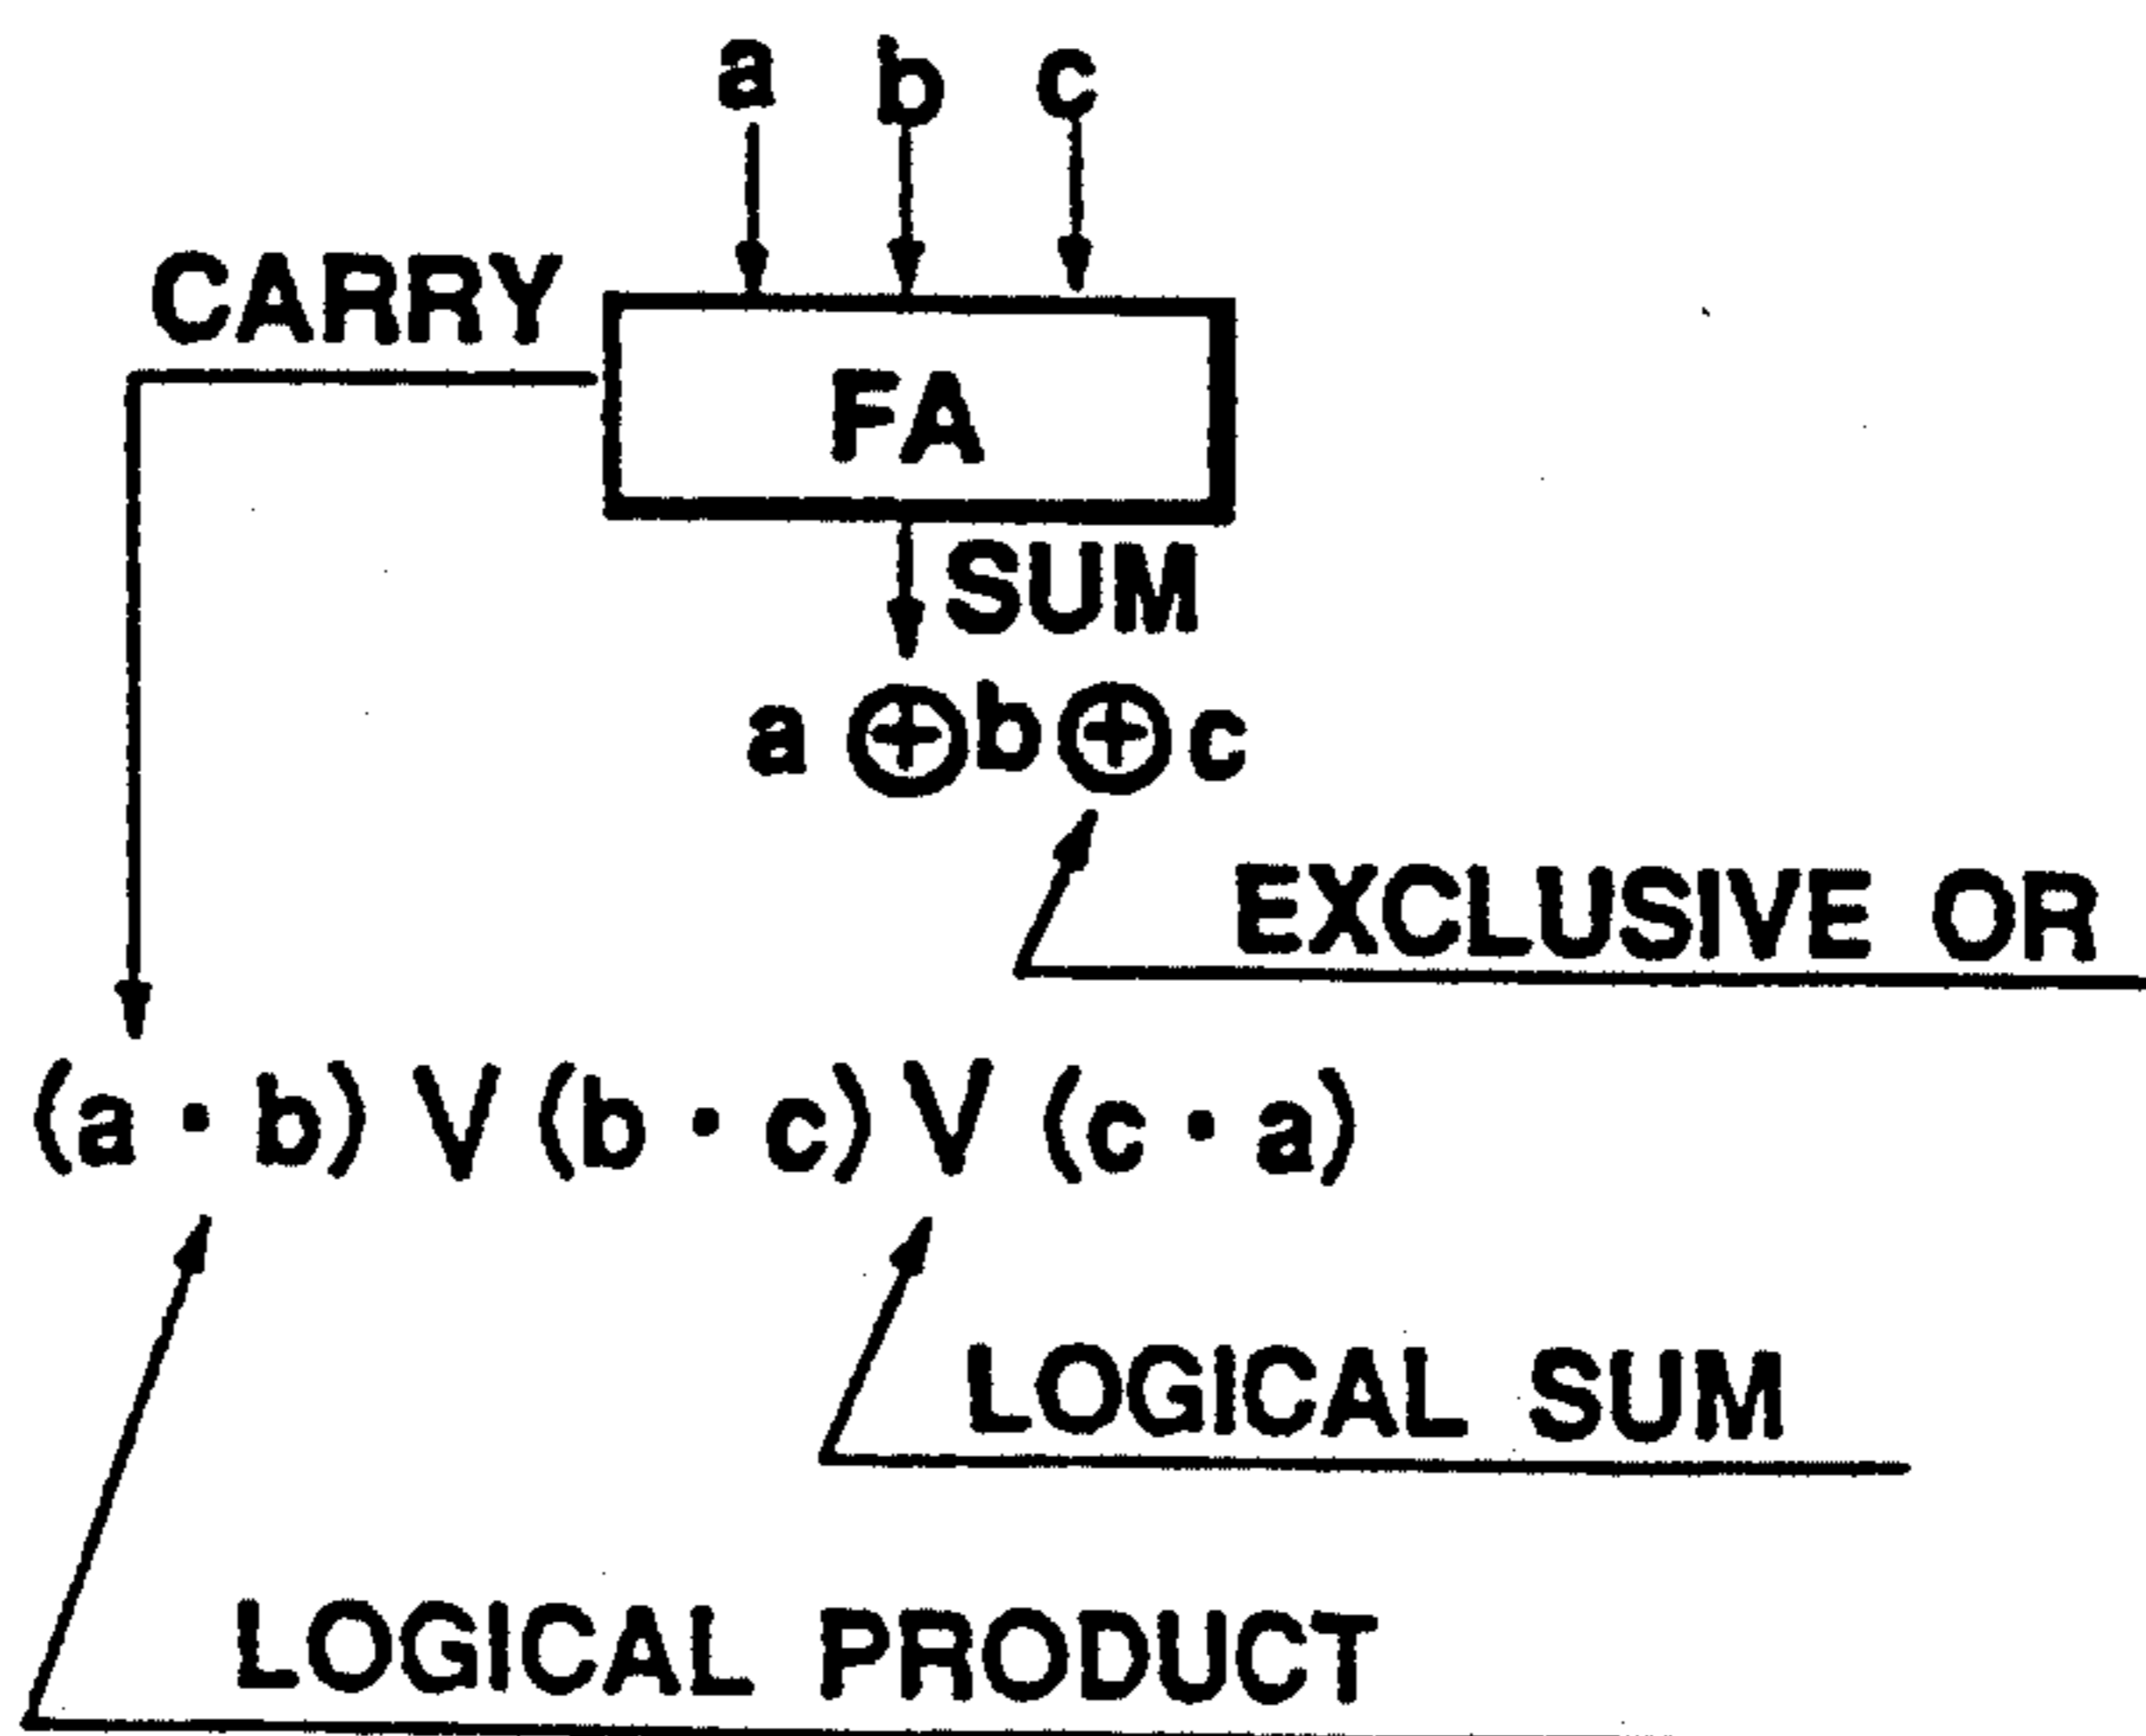 a b c
CARRY
FA
SUM
a ⊕ b ⊕ c
EXCLUSIVE OR
(a · b) V (b · c) V (c · a)
LOGICAL SUM
LOGICAL PRODUCT